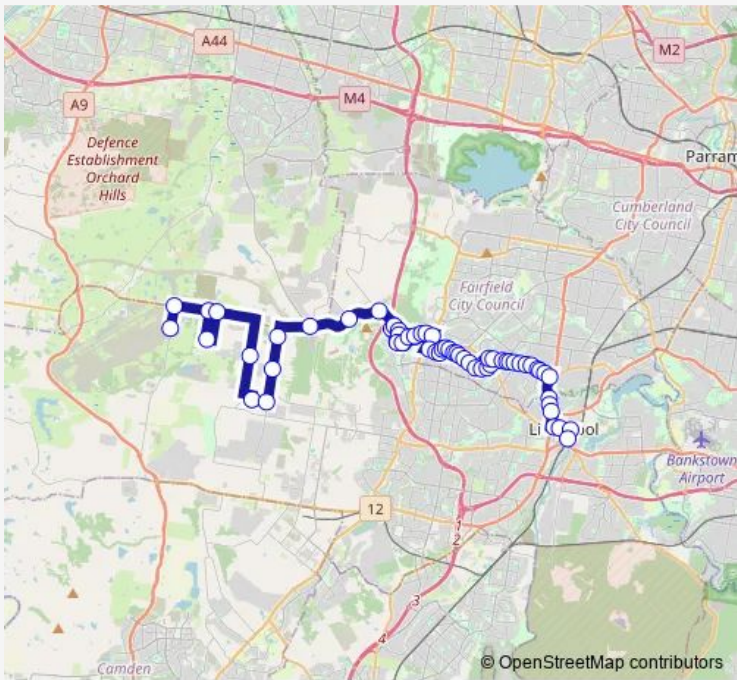 A44
M2
M4
A9
Defence
Establishment
Orchard
Hills
Parram
Cumberland
City Council
Fairfield
City Council
Li
pool
Bankstown
Airport
12
1
2
3
4
Camden
© OpenStreetMap contributors